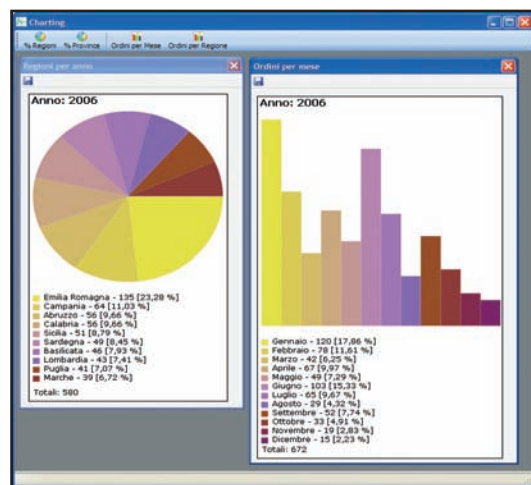 Charting
% Regioni % Province Ordini per Mese Ordini per Regione
Regioni per anno
Anno: 2006
Emilia Romagna - 135 [23,28 %]
Campania - 64 [11,03 %]
Abruzzo - 56 [9,66 %]
Calabria - 56 [9,66 %]
Sicilia - 51 [8,79 %]
Sardegna - 49 [8,45 %]
Basilicata - 46 [7,93 %]
Lombardia - 43 [7,41 %]
Puglia - 41 [7,07 %]
Marche - 39 [6,72 %]
Totali: 580
Ordini per mese
Anno: 2006
Gennaio - 120 [17,86 %]
Febbraio - 78 [11,61 %]
Marzo - 42 [6,25 %]
Aprile - 67 [9,97 %]
Maggio - 49 [7,29 %]
Giugno - 103 [15,33 %]
Luglio - 65 [9,67 %]
Agosto - 29 [4,32 %]
Settembre - 52 [7,74 %]
Ottobre - 33 [4,91 %]
Novembre - 19 [2,83 %]
Dicembre - 15 [2,23 %]
Totali: 672